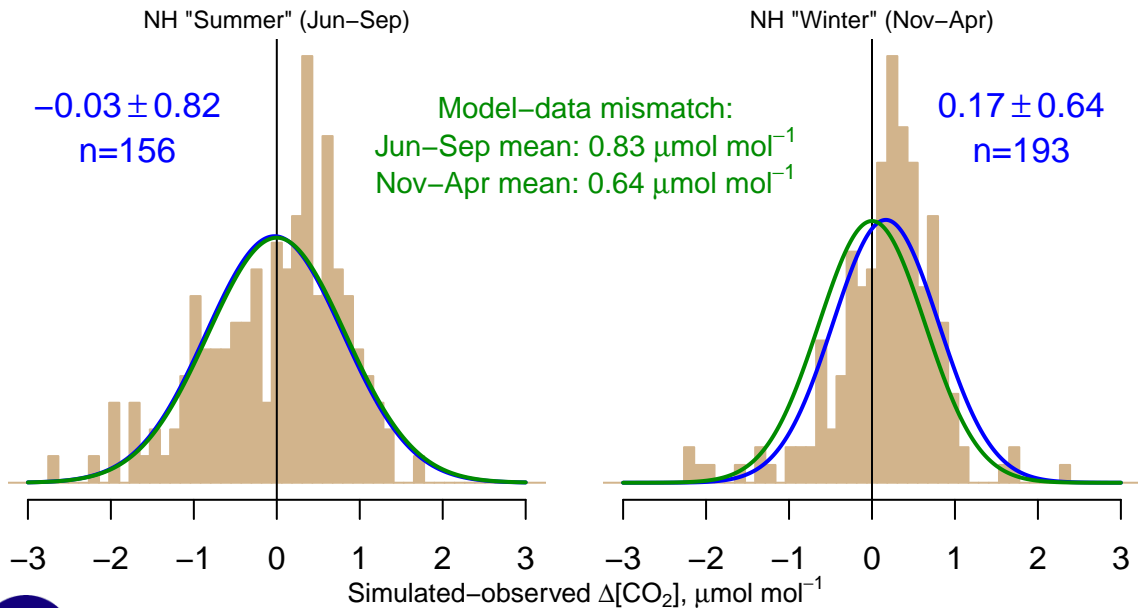 NH "Summer" (Jun−Sep)
NH "Winter" (Nov−Apr)
−0.03 ± 0.82
n=156
Model−data mismatch:
Jun−Sep mean: 0.83 μmol mol⁻¹
Nov−Apr mean: 0.64 μmol mol⁻¹
0.17 ± 0.64
n=193
−3 −2 −1 0 1 2 3
−3 −2 −1 0 1 2 3
Simulated−observed Δ[CO₂], μmol mol⁻¹